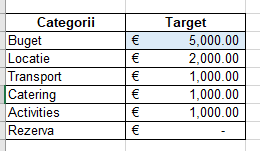 Categorii Target
Buget € 5,000.00
Locatie € 2,000.00
Transport € 1,000.00
Catering € 1,000.00
Activities € 1,000.00
Rezerva € -